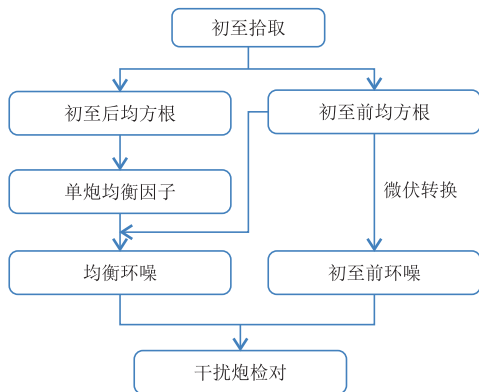 初至拾取
初至后均方根
初至前均方根
单炮均衡因子
微伏转换
均衡环噪
初至前环噪
干扰炮检对